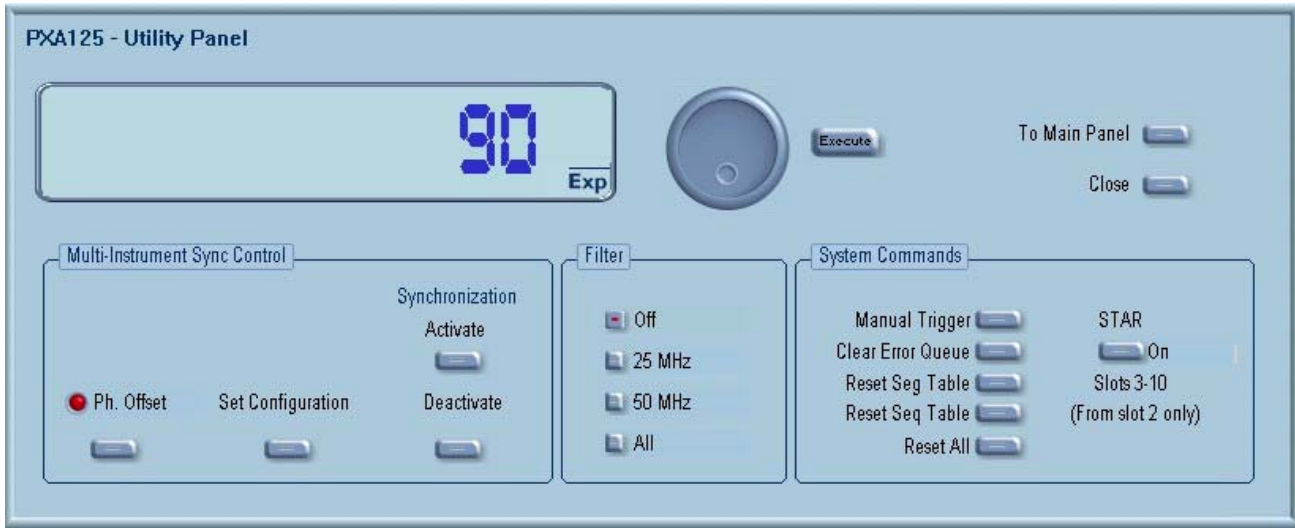 PXA125 - Utility Panel
90
Exp
Execute
To Main Panel
Close
Multi-Instrument Sync Control
Synchronization
Activate
Ph. Offset
Set Configuration
Deactivate
Filter
Off
25 MHz
50 MHz
All
System Commands
Manual Trigger
Clear Error Queue
Reset Seg Table
Reset Seq Table
Reset All
STAR
On
Slots 3-10
(From slot 2 only)